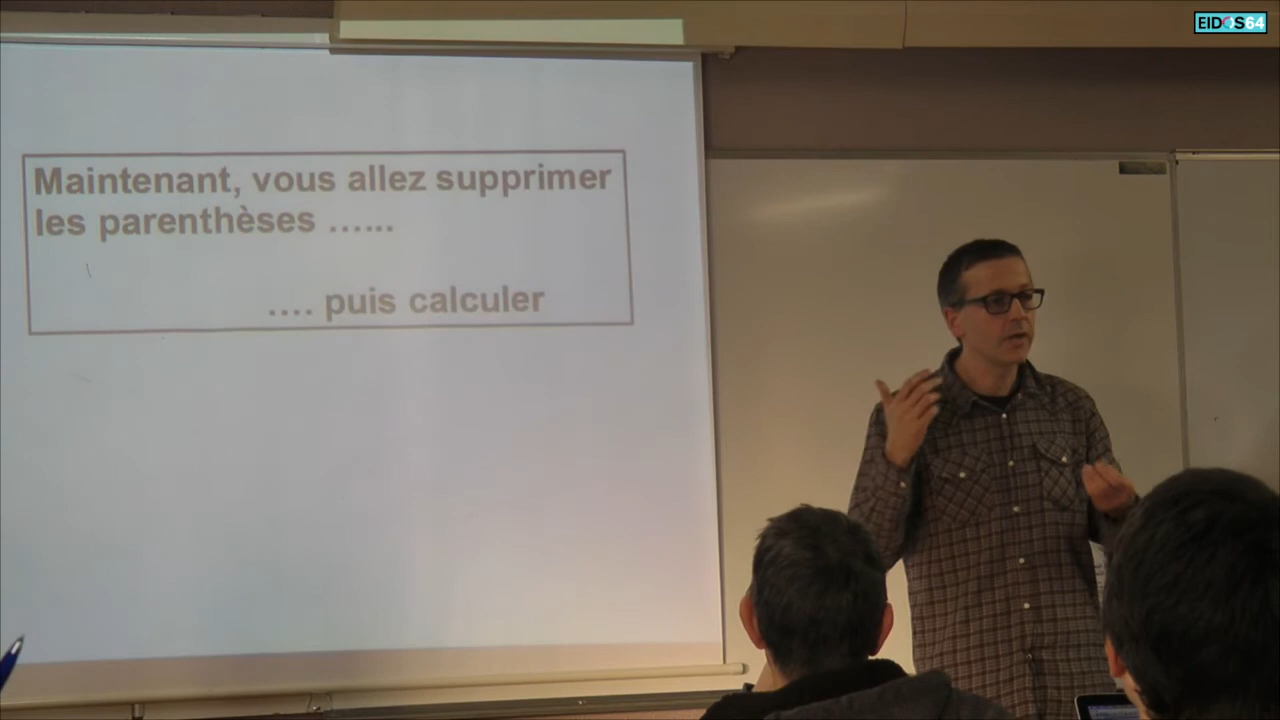 EIDOS64
Maintenant, vous allez supprimer
les parenthèses ......
.... puis calculer